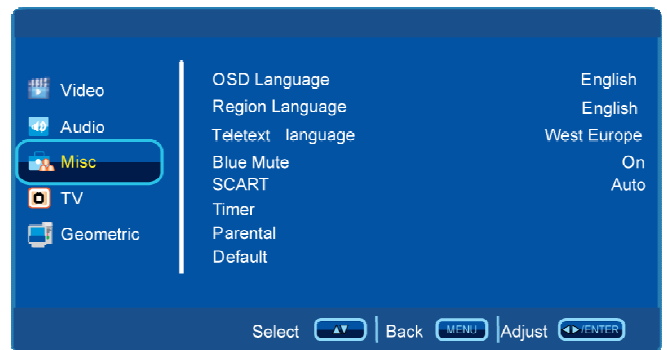 Video
Audio
Misc
TV
Geometric
OSD Language English
Region Language English
Teletext language West Europe
Blue Mute On
SCART Auto
Timer
Parental
Default
Select ▲▼ Back MENU Adjust ◄►/ENTER